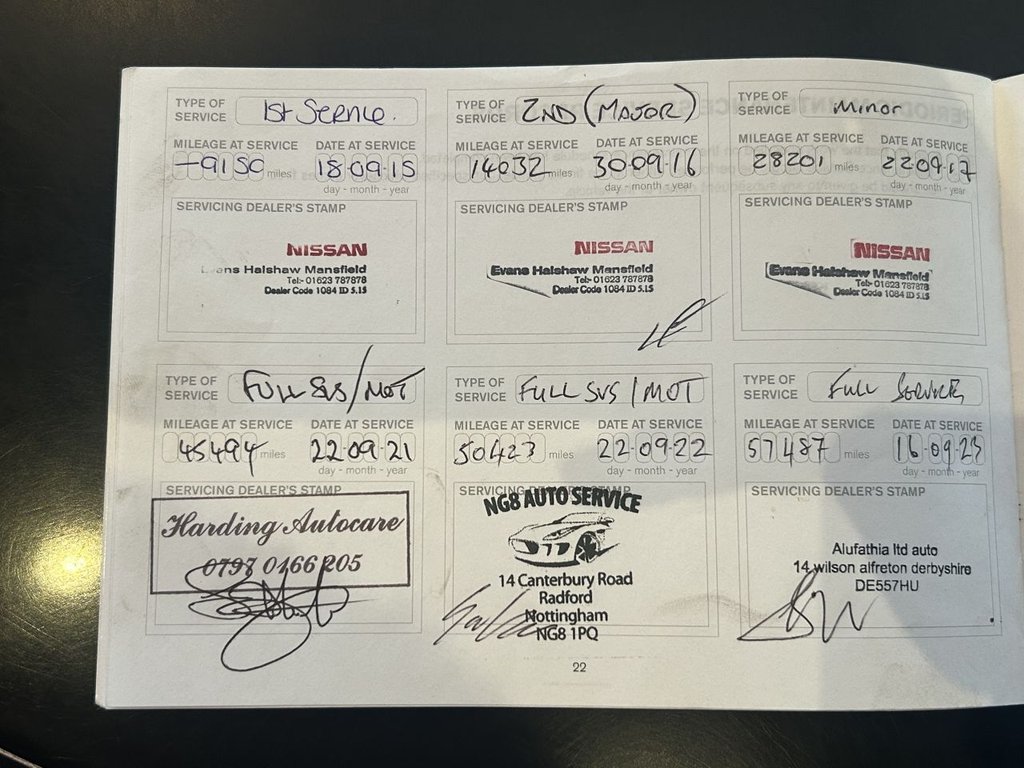 TYPE OF SERVICE 1st Service.
MILEAGE AT SERVICE DATE AT SERVICE
9150 miles 18.09.15
day - month - year
SERVICING DEALER'S STAMP
NISSAN
Evans Halshaw Mansfield
Tel:- 01623 787878
Dealer Code 1084 ID 5.15
TYPE OF SERVICE 2ND (MAJOR)
MILEAGE AT SERVICE DATE AT SERVICE
14032 miles 30.09.16
day - month - year
SERVICING DEALER'S STAMP
NISSAN
Evans Halshaw Mansfield
Tel:- 01623 787878
Dealer Code 1084 ID 5.15
TYPE OF SERVICE Minor
MILEAGE AT SERVICE DATE AT SERVICE
28201 miles 22.09.17
day - month - year
SERVICING DEALER'S STAMP
NISSAN
Evans Halshaw Mansfield
Tel:- 01623 787878
Dealer Code 1084 ID 5.15
TYPE OF SERVICE FULL SVS/MOT
MILEAGE AT SERVICE DATE AT SERVICE
45494 miles 22.09.21
day - month - year
SERVICING DEALER'S STAMP
Harding Autocare
0797 0166 205
TYPE OF SERVICE FULL SVS/MOT
MILEAGE AT SERVICE DATE AT SERVICE
50423 miles 22.09.22
day - month - year
SERVICING DEALER'S STAMP
NG8 AUTO SERVICE
14 Canterbury Road
Radford
Nottingham
NG8 1PQ
TYPE OF SERVICE FULL SERVICE
MILEAGE AT SERVICE DATE AT SERVICE
57487 miles 16.09.23
day - month - year
SERVICING DEALER'S STAMP
Alufathia ltd auto
14 wilson alfreton derbyshire
DE557HU
22